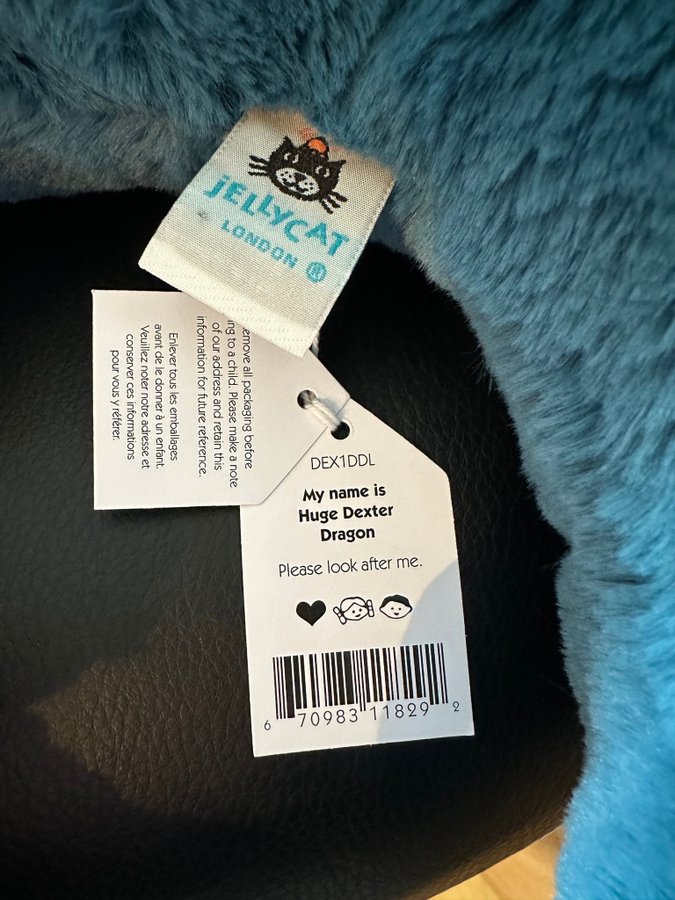 JELLYCAT
LONDON ®
emove all packaging before
ing to a child. Please make a note
of our address and retain this
information for future reference.
Enlever tous les emballages
avant de le donner à un enfant.
Veuillez noter notre adresse et
conserver ces informations
pour vous y référer.
DEX1DDL
My name is
Huge Dexter
Dragon
Please look after me.
6 70983 11829 2